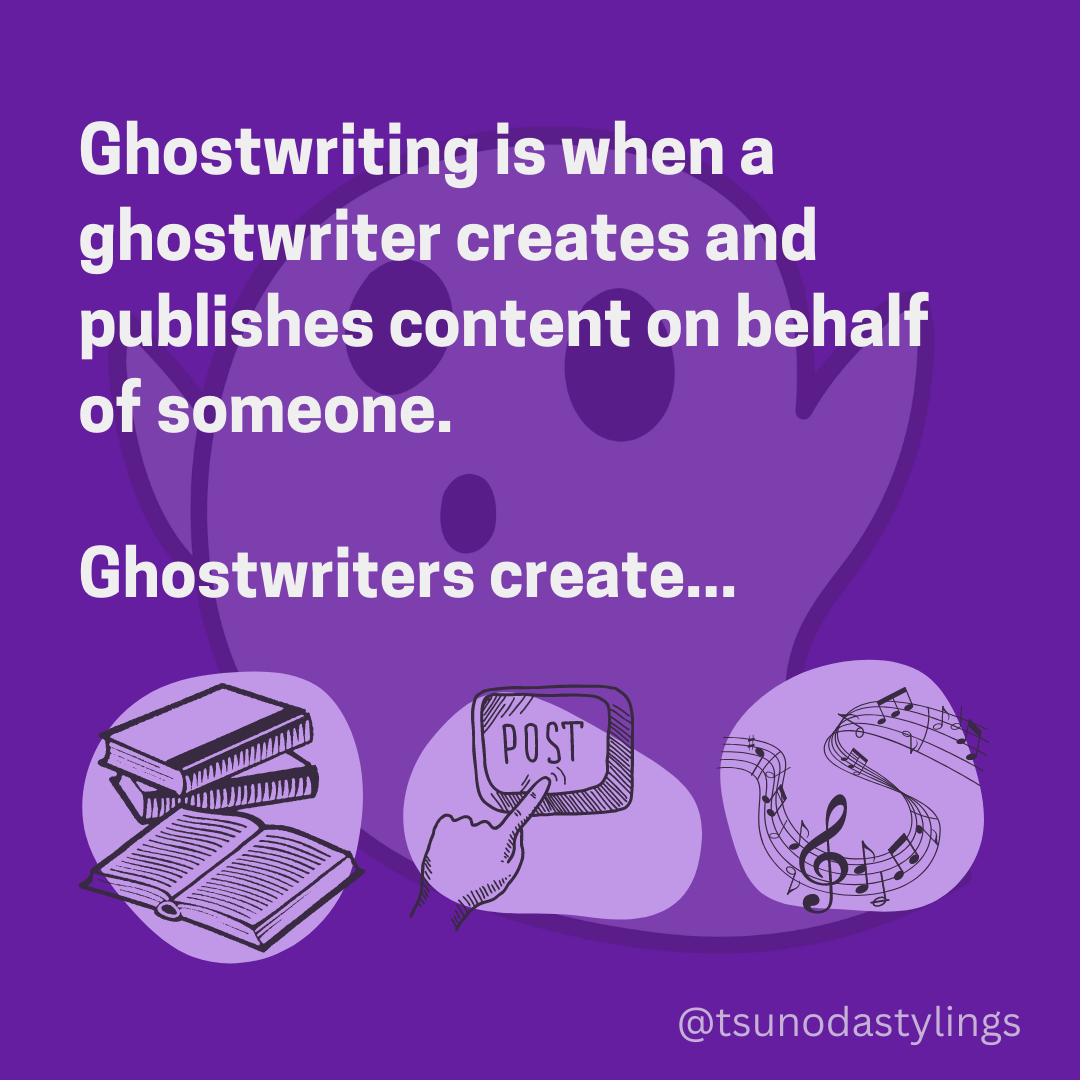 Ghostwriting is when a
ghostwriter creates and
publishes content on behalf
of someone.
Ghostwriters create...
POST
@tsunodastylings